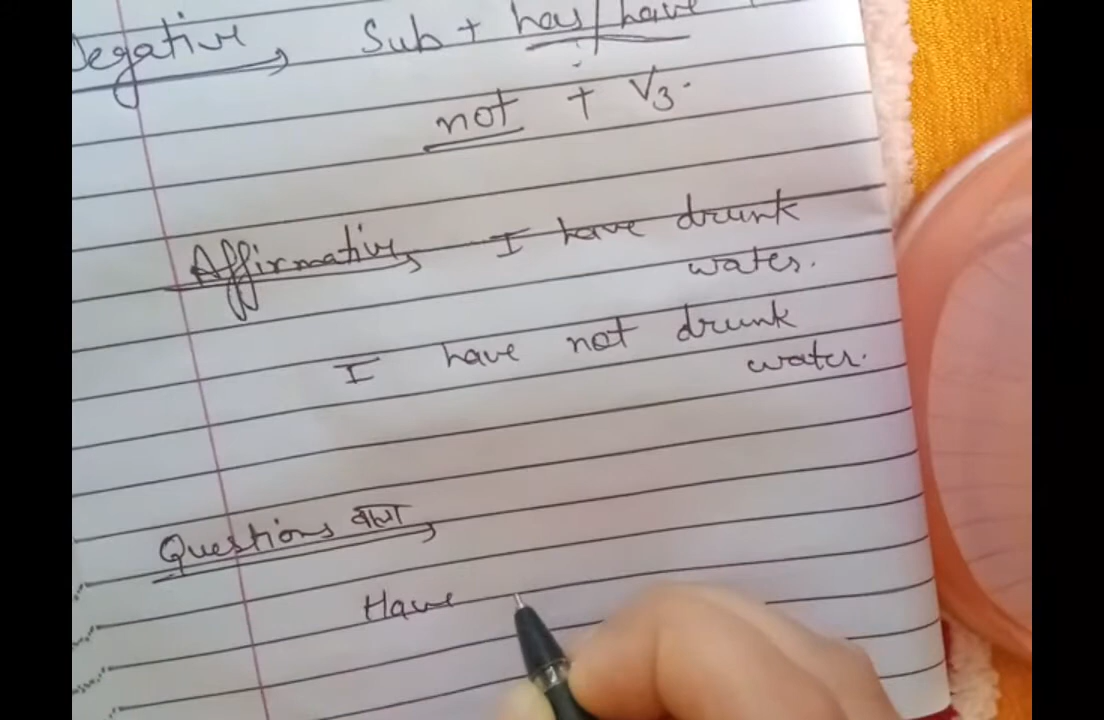 Negative → Sub + has/have +
not + V3.
Affirmative → I have drunk
water.
I have not drunk
water.
Questions वाला →
Have